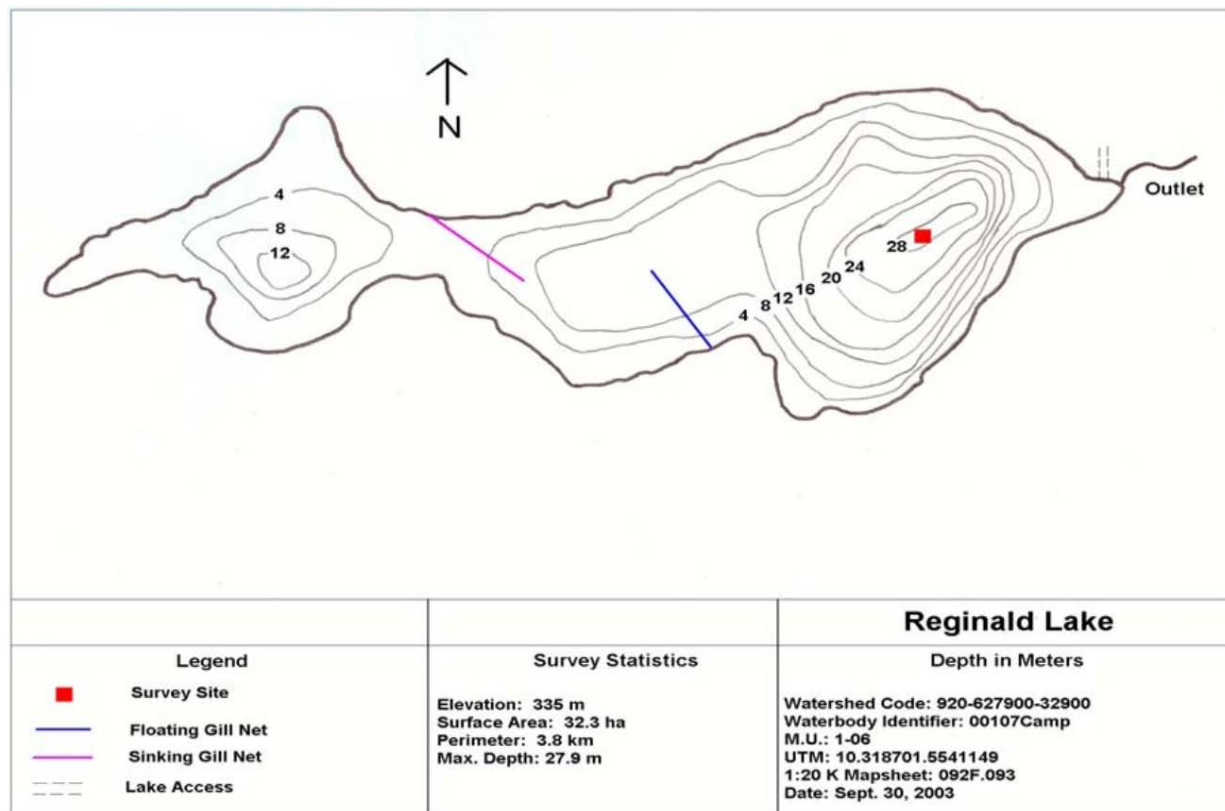 N
4
8
12
Outlet
28
24
20
16
12
8
4
Reginald Lake
Legend
Survey Site
Floating Gill Net
Sinking Gill Net
Lake Access
Survey Statistics
Elevation: 335 m
Surface Area: 32.3 ha
Perimeter: 3.8 km
Max. Depth: 27.9 m
Depth in Meters
Watershed Code: 920-627900-32900
Waterbody Identifier: 00107Camp
M.U.: 1-06
UTM: 10.318701.5541149
1:20 K Mapsheet: 092F.093
Date: Sept. 30, 2003